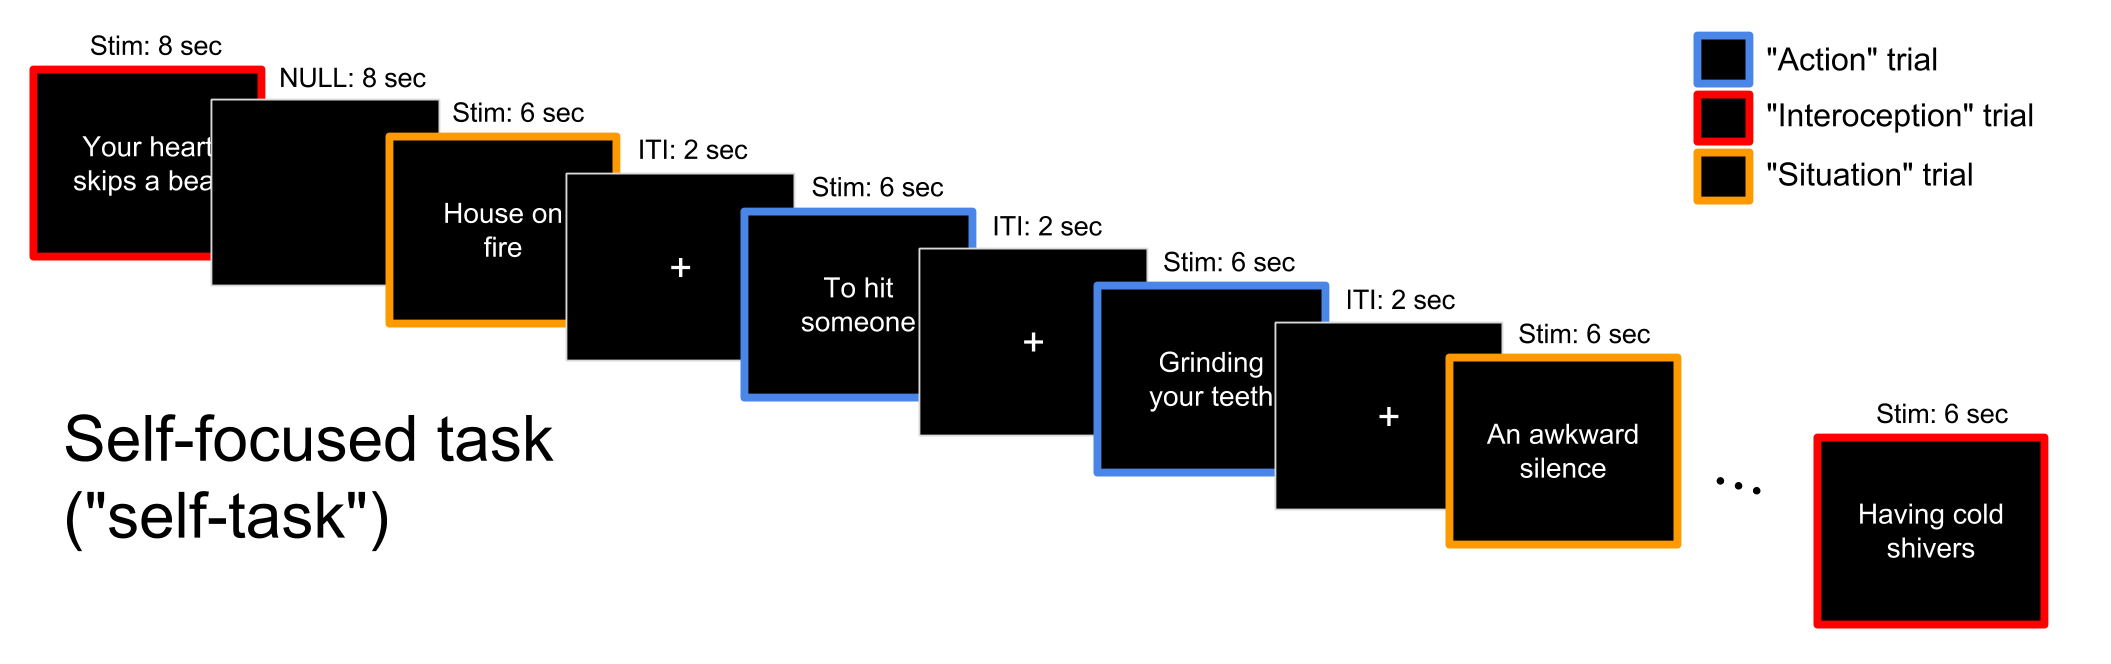 Stim: 8 sec
NULL: 8 sec
Stim: 6 sec
ITI: 2 sec
Stim: 6 sec
ITI: 2 sec
Stim: 6 sec
ITI: 2 sec
Stim: 6 sec
Stim: 6 sec
Your heart
skips a bea
House on
fire
+
To hit
someone
+
Grinding
your teeth
+
An awkward
silence
...
Having cold
shivers
"Action" trial
"Interoception" trial
"Situation" trial
Self-focused task
("self-task")